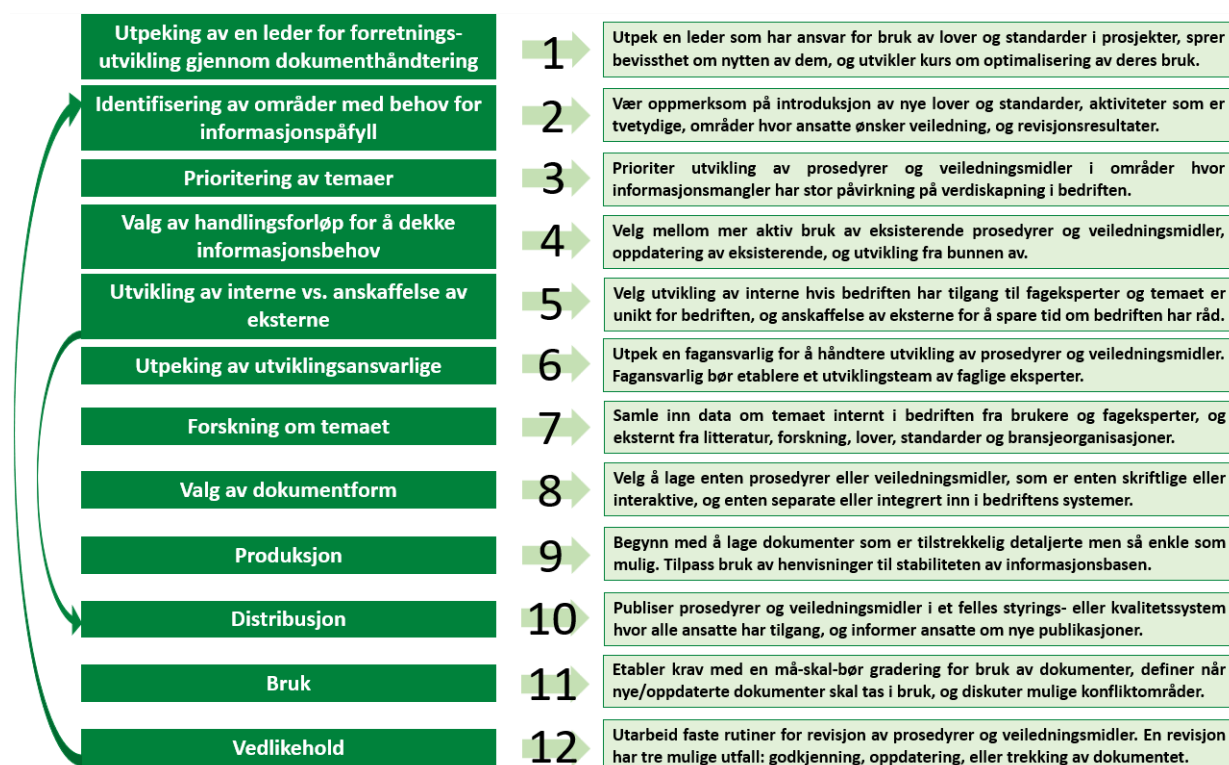 Utpeking av en leder for forretnings-
utvikling gjennom dokumenthåndtering
1
Utpek en leder som har ansvar for bruk av lover og standarder i prosjekter, sprer
bevissthet om nytten av dem, og utvikler kurs om optimalisering av deres bruk.
Identifisering av områder med behov for
informasjonspåfyll
2
Vær oppmerksom på introduksjon av nye lover og standarder, aktiviteter som er
tvetydige, områder hvor ansatte ønsker veiledning, og revisjonsresultater.
Prioritering av temaer
3
Prioriter utvikling av prosedyrer og veiledningsmidler i områder hvor
informasjonsmangler har stor påvirkning på verdiskapning i bedriften.
Valg av handlingsforløp for å dekke
informasjonsbehov
4
Velg mellom mer aktiv bruk av eksisterende prosedyrer og veiledningsmidler,
oppdatering av eksisterende, og utvikling fra bunnen av.
Utvikling av interne vs. anskaffelse av
eksterne
5
Velg utvikling av interne hvis bedriften har tilgang til fageksperter og temaet er
unikt for bedriften, og anskaffelse av eksterne for å spare tid om bedriften har råd.
Utpeking av utviklingsansvarlige
6
Utpek en fagansvarlig for å håndtere utvikling av prosedyrer og veiledningsmidler.
Fagansvarlig bør etablere et utviklingsteam av faglige eksperter.
Forskning om temaet
7
Samle inn data om temaet internt i bedriften fra brukere og fageksperter, og
eksternt fra litteratur, forskning, lover, standarder og bransjeorganisasjoner.
Valg av dokumentform
8
Velg å lage enten prosedyrer eller veiledningsmidler, som er enten skriftlige eller
interaktive, og enten separate eller integrert inn i bedriftens systemer.
Produksjon
9
Begynn med å lage dokumenter som er tilstrekkelig detaljerte men så enkle som
mulig. Tilpass bruk av henvisninger til stabiliteten av informasjonsbasen.
Distribusjon
10
Publiser prosedyrer og veiledningsmidler i et felles styrings- eller kvalitetssystem
hvor alle ansatte har tilgang, og informer ansatte om nye publikasjoner.
Bruk
11
Etabler krav med en må-skal-bør gradering for bruk av dokumenter, definer når
nye/oppdaterte dokumenter skal tas i bruk, og diskuter mulige konfliktområder.
Vedlikehold
12
Utarbeid faste rutiner for revisjon av prosedyrer og veiledningsmidler. En revisjon
har tre mulige utfall: godkjenning, oppdatering, eller trekking av dokumentet.